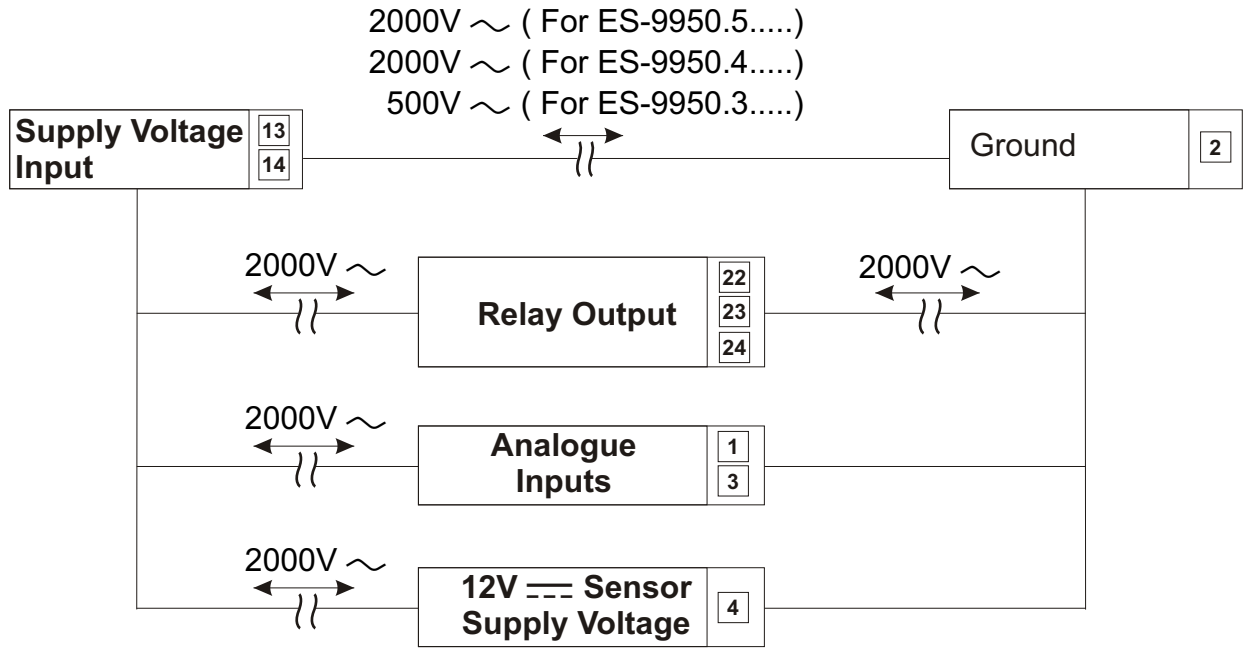 2000V ~ ( For ES-9950.5.....)
2000V ~ ( For ES-9950.4.....)
500V ~ ( For ES-9950.3.....)
Supply Voltage 13
Input 14
Ground 2
2000V ~
2000V ~
22
Relay Output 23
24
2000V ~
Analogue 1
Inputs 3
2000V ~
12V ⎓ Sensor
Supply Voltage 4